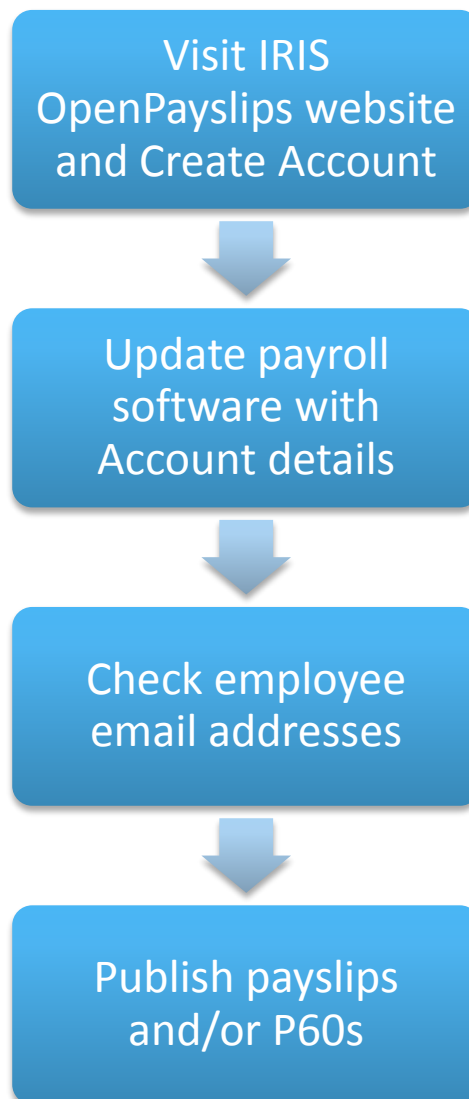 Visit IRIS
OpenPayslips website
and Create Account
Update payroll
software with
Account details
Check employee
email addresses
Publish payslips
and/or P60s